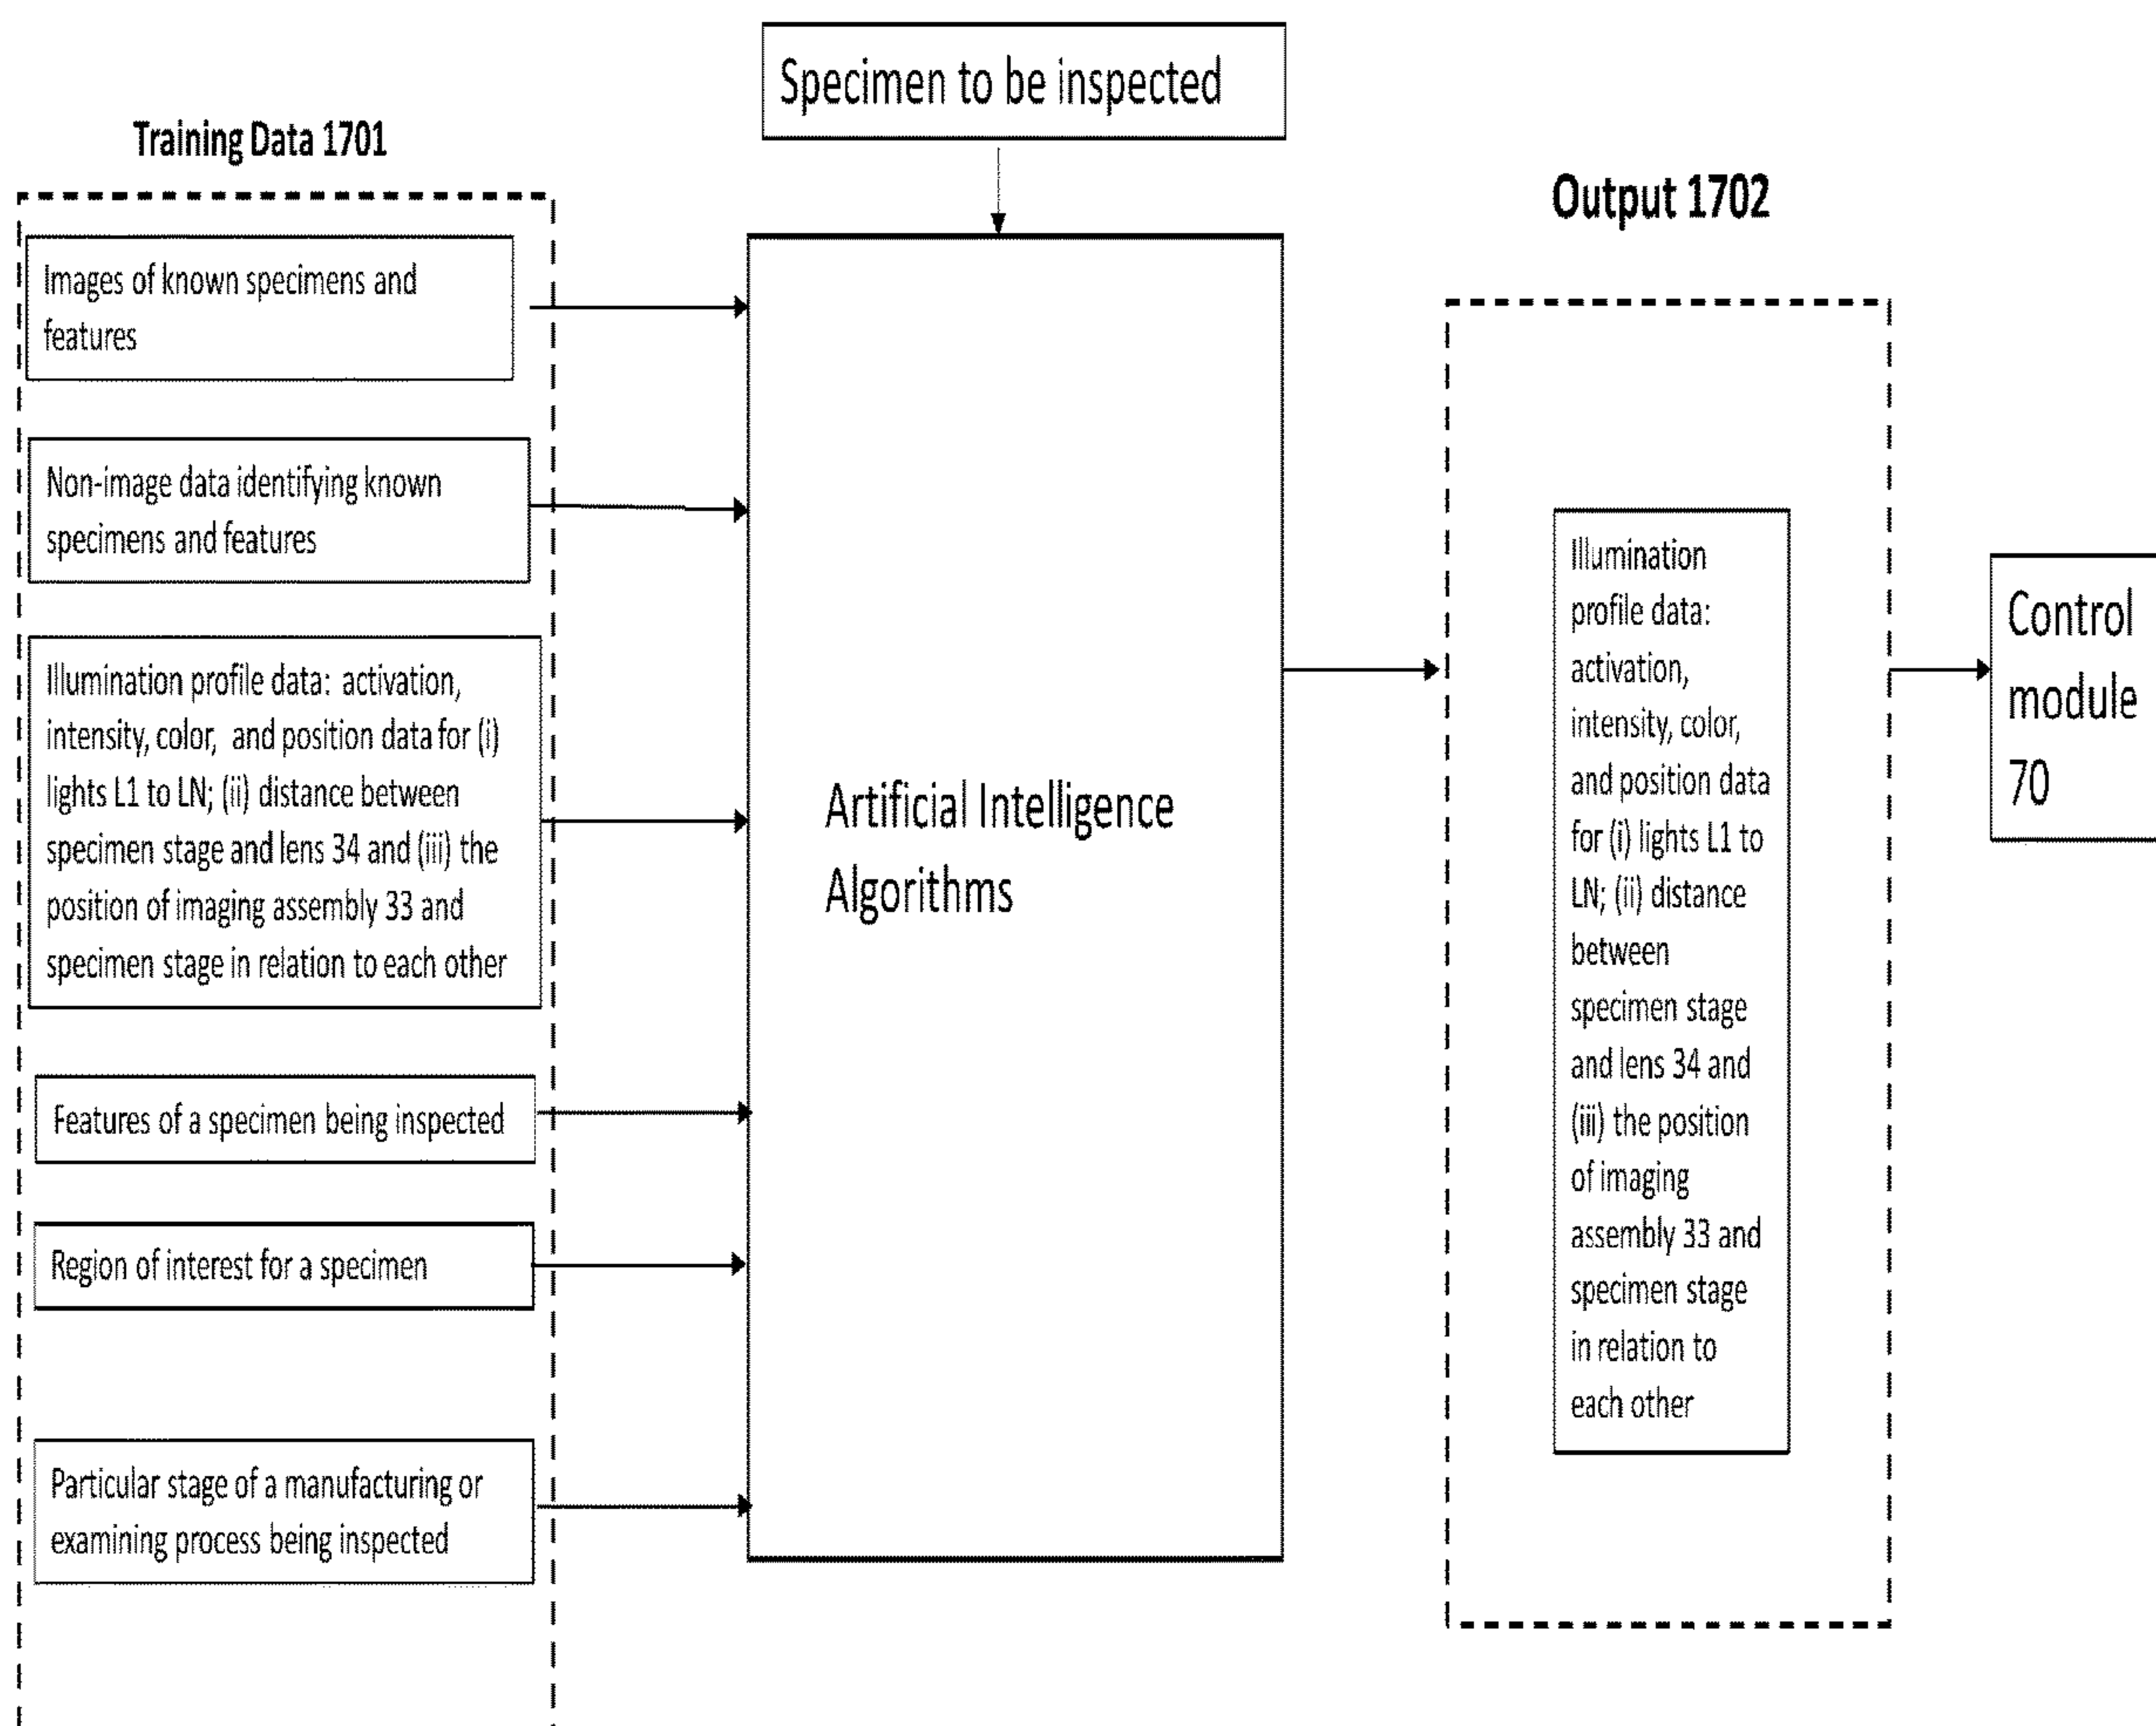 Specimen to be inspected
Training Data 1701
Images of known specimens and
features
Non-image data identifying known
specimens and features
Illumination profile data: activation,
intensity, color, and position data for (i)
lights L1 to LN; (ii) distance between
specimen stage and lens 34 and (iii) the
position of imaging assembly 33 and
specimen stage in relation to each other
Features of a specimen being inspected
Region of interest for a specimen
Particular stage of a manufacturing or
examining process being inspected
Artificial Intelligence
Algorithms
Output 1702
Illumination
profile data:
activation,
intensity, color,
and position data
for (i) lights L1 to
LN; (ii) distance
between
specimen stage
and lens 34 and
(iii) the position
of imaging
assembly 33 and
specimen stage
in relation to
each other
Control
module
70